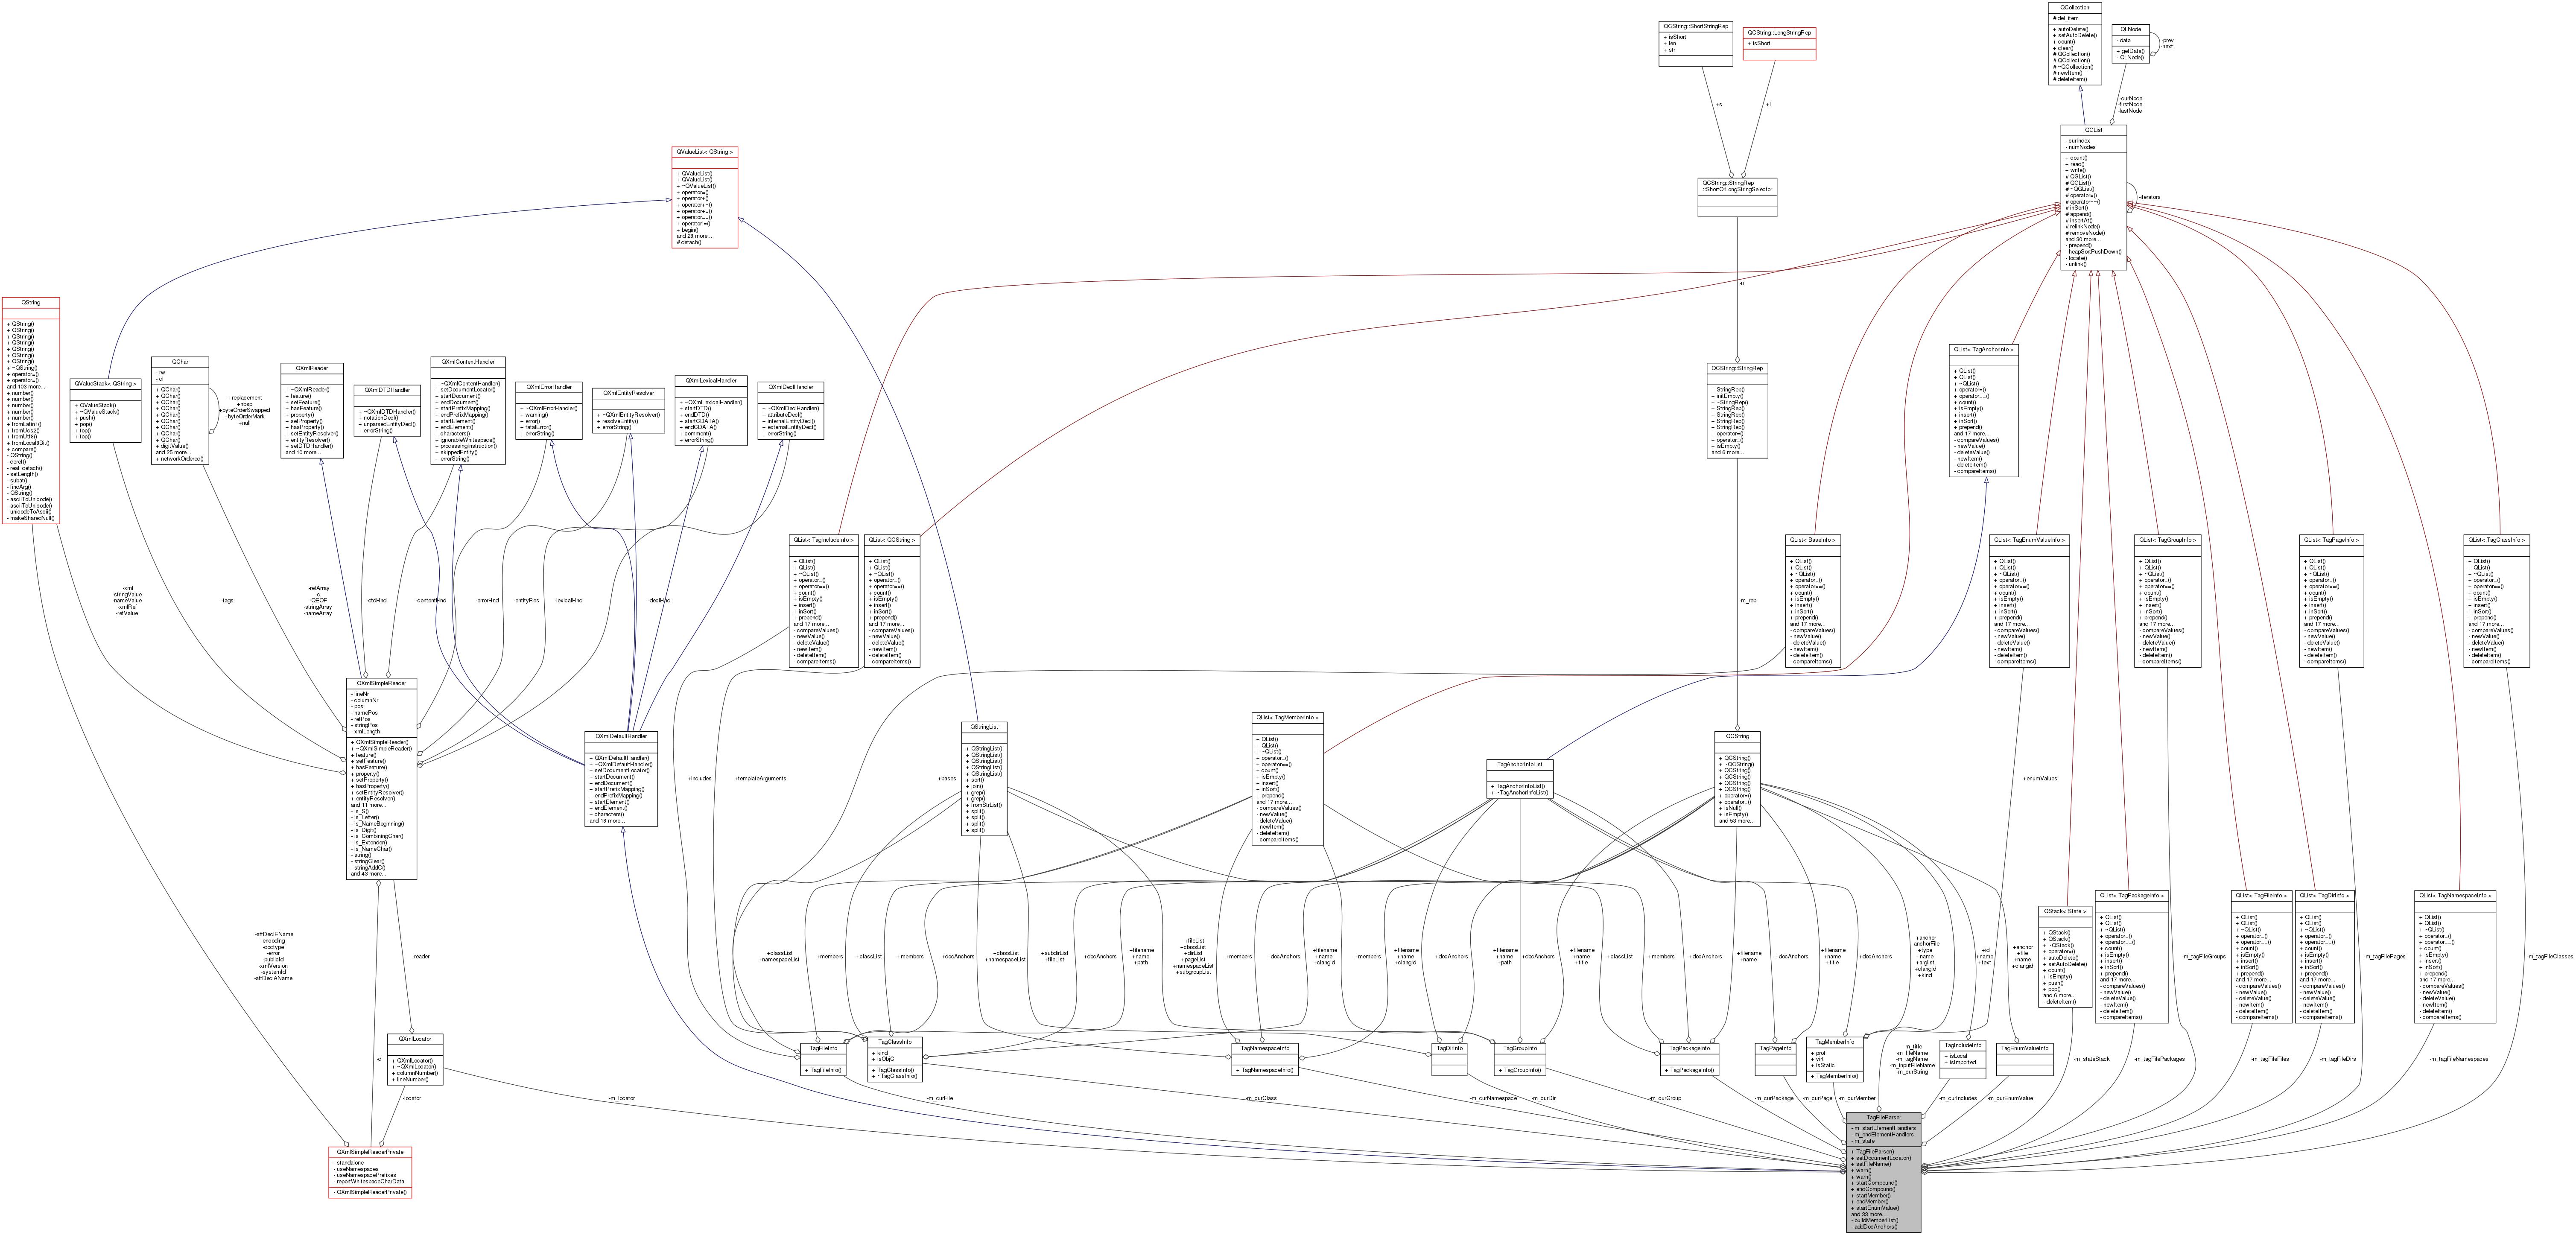 QCollection
# del_item
+ autoDelete()
+ setAutoDelete()
+ count()
+ clear()
# QCollection()
# QCollection()
# ~QCollection()
# newItem()
# deleteItem()
QLNode
- data
+ getData()
- QLNode()
-prev
-next
QCString::ShortStringRep
+ isShort
+ len
+ str
QCString::LongStringRep
+ isShort
+s
+l
-curNode
-firstNode
-lastNode
QGList
- curIndex
- numNodes
+ count()
+ read()
+ write()
# QGList()
# QGList()
# ~QGList()
# operator=()
# operator==()
# inSort()
# append()
# insertAt()
# relinkNode()
# removeNode()
and 30 more...
- prepend()
- heapSortPushDown()
- locate()
- unlink()
-iterators
QValueList< QString >
+ QValueList()
+ QValueList()
+ ~QValueList()
+ operator=()
+ operator+()
+ operator+=()
+ operator+=()
+ operator==()
+ operator!=()
+ begin()
and 26 more...
# detach()
QCString::StringRep
::ShortOrLongStringSelector
-u
QString
+ QString()
+ QString()
+ QString()
+ QString()
+ QString()
+ QString()
+ QString()
+ ~QString()
+ operator=()
+ operator=()
and 103 more...
+ number()
+ number()
+ number()
+ number()
+ number()
+ fromLatin1()
+ fromUcs2()
+ fromUtf8()
+ fromLocal8Bit()
+ compare()
- QString()
- deref()
- real_detach()
- setLength()
- subat()
- findArg()
- QString()
- asciiToUnicode()
- asciiToUnicode()
- unicodeToAscii()
- makeSharedNull()
QValueStack< QString >
+ QValueStack()
+ ~QValueStack()
+ push()
+ pop()
+ top()
+ top()
QChar
- rw
- cl
+ QChar()
+ QChar()
+ QChar()
+ QChar()
+ QChar()
+ QChar()
+ QChar()
+ QChar()
+ QChar()
+ digitValue()
and 25 more...
+ networkOrdered()
+replacement
+nbsp
+byteOrderSwapped
+byteOrderMark
+null
QXmlReader
+ ~QXmlReader()
+ feature()
+ setFeature()
+ hasFeature()
+ property()
+ setProperty()
+ hasProperty()
+ setEntityResolver()
+ entityResolver()
+ setDTDHandler()
and 10 more...
QXmlDTDHandler
+ ~QXmlDTDHandler()
+ notationDecl()
+ unparsedEntityDecl()
+ errorString()
QXmlContentHandler
+ ~QXmlContentHandler()
+ setDocumentLocator()
+ startDocument()
+ endDocument()
+ startPrefixMapping()
+ endPrefixMapping()
+ startElement()
+ endElement()
+ characters()
+ ignorableWhitespace()
+ processingInstruction()
+ skippedEntity()
+ errorString()
QXmlErrorHandler
+ ~QXmlErrorHandler()
+ warning()
+ error()
+ fatalError()
+ errorString()
QXmlEntityResolver
+ ~QXmlEntityResolver()
+ resolveEntity()
+ errorString()
QXmlLexicalHandler
+ ~QXmlLexicalHandler()
+ startDTD()
+ endDTD()
+ startCDATA()
+ endCDATA()
+ comment()
+ errorString()
QXmlDeclHandler
+ ~QXmlDeclHandler()
+ attributeDecl()
+ internalEntityDecl()
+ externalEntityDecl()
+ errorString()
QCString::StringRep
+ StringRep()
+ initEmpty()
+ ~StringRep()
+ StringRep()
+ StringRep()
+ StringRep()
+ StringRep()
+ operator=()
+ operator=()
+ isEmpty()
and 6 more...
QList< TagAnchorInfo >
+ QList()
+ QList()
+ ~QList()
+ operator=()
+ operator==()
+ count()
+ isEmpty()
+ insert()
+ inSort()
+ prepend()
and 17 more...
- compareValues()
- newValue()
- deleteValue()
- newItem()
- deleteItem()
- compareItems()
-xml
-stringValue
-nameValue
-xmlRef
-refValue
-tags
-refArray
-c
-QEOF
-stringArray
-nameArray
-dtdHnd
-contentHnd
-errorHnd
-entityRes
-lexicalHnd
-declHnd
QList< TagIncludeInfo >
+ QList()
+ QList()
+ ~QList()
+ operator=()
+ operator==()
+ count()
+ isEmpty()
+ insert()
+ inSort()
+ prepend()
and 17 more...
- compareValues()
- newValue()
- deleteValue()
- newItem()
- deleteItem()
- compareItems()
QList< QCString >
+ QList()
+ QList()
+ ~QList()
+ operator=()
+ operator==()
+ count()
+ isEmpty()
+ insert()
+ inSort()
+ prepend()
and 17 more...
- compareValues()
- newValue()
- deleteValue()
- newItem()
- deleteItem()
- compareItems()
-m_rep
QList< BaseInfo >
+ QList()
+ QList()
+ ~QList()
+ operator=()
+ operator==()
+ count()
+ isEmpty()
+ insert()
+ inSort()
+ prepend()
and 17 more...
- compareValues()
- newValue()
- deleteValue()
- newItem()
- deleteItem()
- compareItems()
QList< TagEnumValueInfo >
+ QList()
+ QList()
+ ~QList()
+ operator=()
+ operator==()
+ count()
+ isEmpty()
+ insert()
+ inSort()
+ prepend()
and 17 more...
- compareValues()
- newValue()
- deleteValue()
- newItem()
- deleteItem()
- compareItems()
QList< TagGroupInfo >
+ QList()
+ QList()
+ ~QList()
+ operator=()
+ operator==()
+ count()
+ isEmpty()
+ insert()
+ inSort()
+ prepend()
and 17 more...
- compareValues()
- newValue()
- deleteValue()
- newItem()
- deleteItem()
- compareItems()
QList< TagPageInfo >
+ QList()
+ QList()
+ ~QList()
+ operator=()
+ operator==()
+ count()
+ isEmpty()
+ insert()
+ inSort()
+ prepend()
and 17 more...
- compareValues()
- newValue()
- deleteValue()
- newItem()
- deleteItem()
- compareItems()
QList< TagClassInfo >
+ QList()
+ QList()
+ ~QList()
+ operator=()
+ operator==()
+ count()
+ isEmpty()
+ insert()
+ inSort()
+ prepend()
and 17 more...
- compareValues()
- newValue()
- deleteValue()
- newItem()
- deleteItem()
- compareItems()
QXmlSimpleReader
- lineNr
- columnNr
- pos
- namePos
- refPos
- stringPos
- xmlLength
+ QXmlSimpleReader()
+ ~QXmlSimpleReader()
+ feature()
+ setFeature()
+ hasFeature()
+ property()
+ setProperty()
+ hasProperty()
+ setEntityResolver()
+ entityResolver()
and 11 more...
- is_S()
- is_Letter()
- is_NameBeginning()
- is_Digit()
- is_CombiningChar()
- is_Extender()
- is_NameChar()
- string()
- stringClear()
- stringAddC()
and 43 more...
QXmlDefaultHandler
+ QXmlDefaultHandler()
+ ~QXmlDefaultHandler()
+ setDocumentLocator()
+ startDocument()
+ endDocument()
+ startPrefixMapping()
+ endPrefixMapping()
+ startElement()
+ endElement()
+ characters()
and 18 more...
+includes
+templateArguments
+bases
QStringList
+ QStringList()
+ QStringList()
+ QStringList()
+ QStringList()
+ QStringList()
+ sort()
+ join()
+ grep()
+ grep()
+ fromStrList()
+ split()
+ split()
+ split()
+ split()
QList< TagMemberInfo >
+ QList()
+ QList()
+ ~QList()
+ operator=()
+ operator==()
+ count()
+ isEmpty()
+ insert()
+ inSort()
+ prepend()
and 17 more...
- compareValues()
- newValue()
- deleteValue()
- newItem()
- deleteItem()
- compareItems()
TagAnchorInfoList
+ TagAnchorInfoList()
+ ~TagAnchorInfoList()
QCString
+ QCString()
+ ~QCString()
+ QCString()
+ QCString()
+ QCString()
+ QCString()
+ operator=()
+ operator=()
+ isNull()
+ isEmpty()
and 53 more...
+enumValues
-attDeclEName
-encoding
-doctype
-error
-publicId
-xmlVersion
-systemId
-attDeclAName
-reader
+classList
+namespaceList
+members
+classList
+members
+docAnchors
+classList
+namespaceList
+subdirList
+fileList
+docAnchors
+filename
+name
+path
+fileList
+classList
+dirList
+pageList
+namespaceList
+subgroupList
+members
+docAnchors
+filename
+name
+clangId
+members
+filename
+name
+clangId
+docAnchors
+filename
+name
+path
+docAnchors
+filename
+name
+title
+classList
+members
+docAnchors
+filename
+name
+filename
+name
+title
+docAnchors
+anchor
+anchorFile
+type
+name
+arglist
+clangId
+kind
+id
+name
+text
+anchor
+file
+name
+clangid
QStack< State >
+ QStack()
+ QStack()
+ ~QStack()
+ operator=()
+ autoDelete()
+ setAutoDelete()
+ count()
+ isEmpty()
+ push()
+ pop()
and 6 more...
- deleteItem()
QList< TagPackageInfo >
+ QList()
+ QList()
+ ~QList()
+ operator=()
+ operator==()
+ count()
+ isEmpty()
+ insert()
+ inSort()
+ prepend()
and 17 more...
- compareValues()
- newValue()
- deleteValue()
- newItem()
- deleteItem()
- compareItems()
-m_tagFileGroups
QList< TagFileInfo >
+ QList()
+ QList()
+ ~QList()
+ operator=()
+ operator==()
+ count()
+ isEmpty()
+ insert()
+ inSort()
+ prepend()
and 17 more...
- compareValues()
- newValue()
- deleteValue()
- newItem()
- deleteItem()
- compareItems()
QList< TagDirInfo >
+ QList()
+ QList()
+ ~QList()
+ operator=()
+ operator==()
+ count()
+ isEmpty()
+ insert()
+ inSort()
+ prepend()
and 17 more...
- compareValues()
- newValue()
- deleteValue()
- newItem()
- deleteItem()
- compareItems()
-m_tagFilePages
QList< TagNamespaceInfo >
+ QList()
+ QList()
+ ~QList()
+ operator=()
+ operator==()
+ count()
+ isEmpty()
+ insert()
+ inSort()
+ prepend()
and 17 more...
- compareValues()
- newValue()
- deleteValue()
- newItem()
- deleteItem()
- compareItems()
-m_tagFileClasses
-d
QXmlLocator
+ QXmlLocator()
+ ~QXmlLocator()
+ columnNumber()
+ lineNumber()
TagFileInfo
+ TagFileInfo()
TagClassInfo
+ kind
+ isObjC
+ TagClassInfo()
+ ~TagClassInfo()
TagNamespaceInfo
+ TagNamespaceInfo()
TagDirInfo
TagGroupInfo
+ TagGroupInfo()
TagPackageInfo
+ TagPackageInfo()
TagPageInfo
TagMemberInfo
+ prot
+ virt
+ isStatic
+ TagMemberInfo()
-m_title
-m_fileName
-m_tagName
-m_inputFileName
-m_curString
TagIncludeInfo
+ isLocal
+ isImported
TagEnumValueInfo
-m_stateStack
-m_tagFilePackages
-m_tagFileFiles
-m_tagFileDirs
-m_tagFileNamespaces
-locator
-m_locator
-m_curFile
-m_curClass
-m_curNamespace
-m_curDir
-m_curGroup
-m_curPackage
-m_curPage
-m_curMember
-m_curIncludes
-m_curEnumValue
QXmlSimpleReaderPrivate
- standalone
- useNamespaces
- useNamespacePrefixes
- reportWhitespaceCharData
- QXmlSimpleReaderPrivate()
TagFileParser
- m_startElementHandlers
- m_endElementHandlers
- m_state
+ TagFileParser()
+ setDocumentLocator()
+ setFileName()
+ warn()
+ warn()
+ startCompound()
+ endCompound()
+ startMember()
+ endMember()
+ startEnumValue()
and 33 more...
- buildMemberList()
- addDocAnchors()